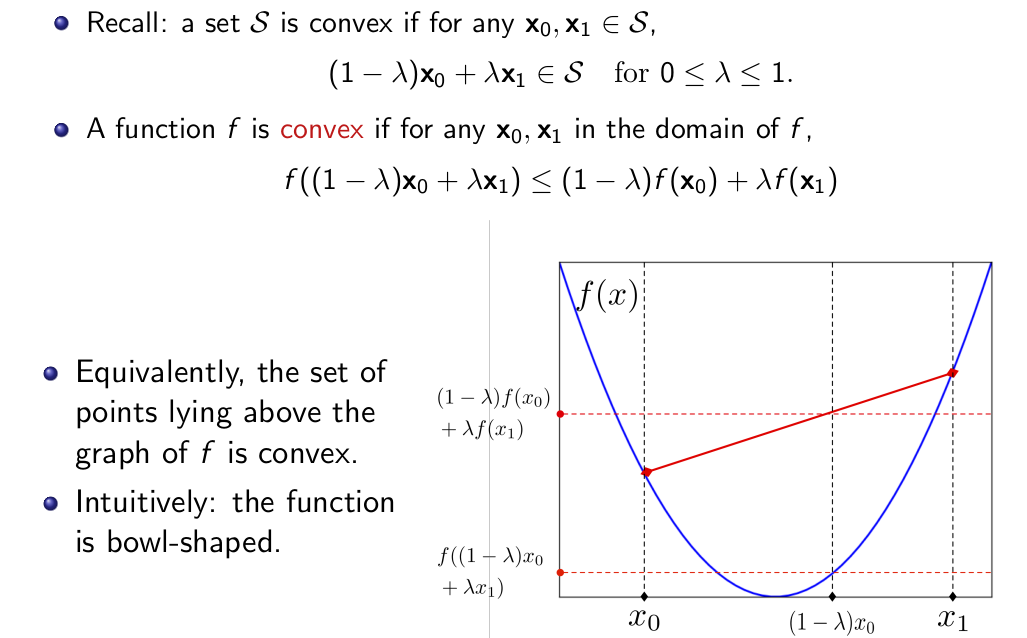 Recall: a set 𝒮 is convex if for any x₀, x₁ ∈ 𝒮,
(1 − λ)x₀ + λx₁ ∈ 𝒮 for 0 ≤ λ ≤ 1.
A function f is convex if for any x₀, x₁ in the domain of f,
f((1 − λ)x₀ + λx₁) ≤ (1 − λ)f(x₀) + λf(x₁)
Equivalently, the set of
points lying above the
graph of f is convex.
Intuitively: the function
is bowl-shaped.
f(x)
(1 − λ)f(x₀)
+ λf(x₁)
f((1 − λ)x₀
+ λx₁)
x₀
(1 − λ)x₀
x₁